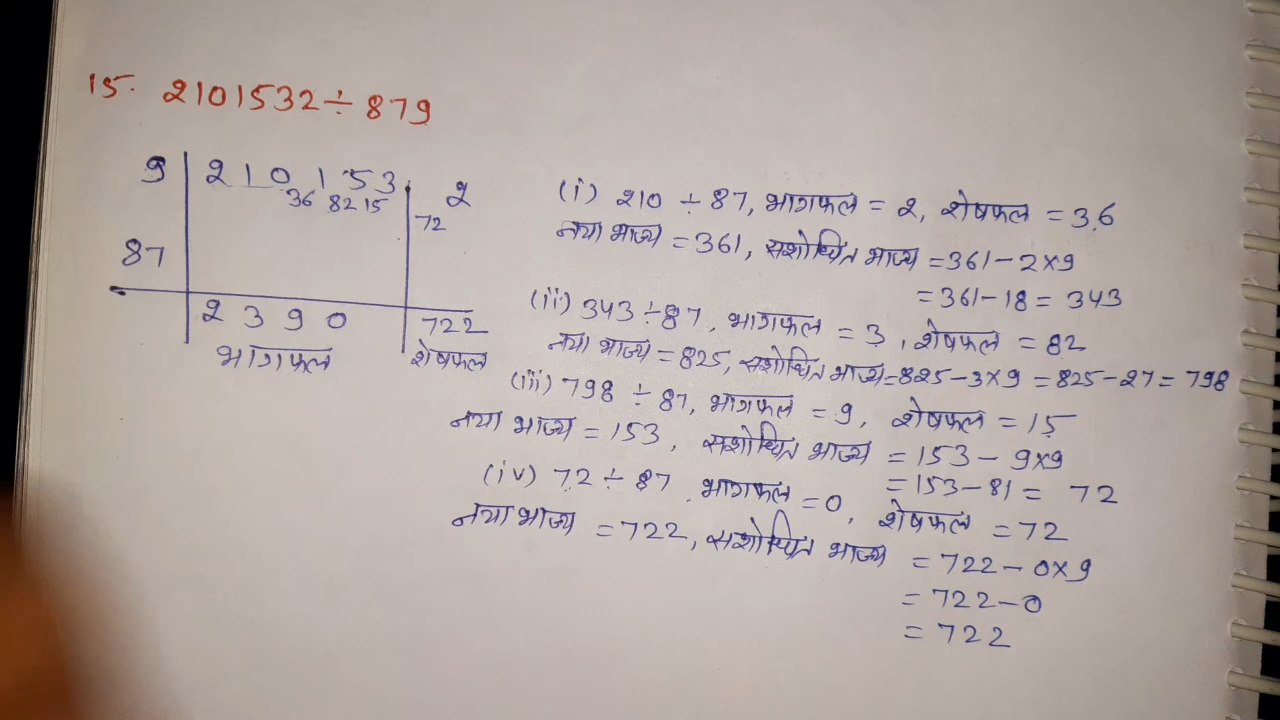 15. 2101532 ÷ 879
9 2 1 0 1 5 3 2
36 82 15 72
87
2 3 9 0 722
भागफल शेषफल
(i) 210 ÷ 87, भागफल = 2, शेषफल = 36
नया भाज्य = 361, सशोधित भाज्य = 361 - 2×9
= 361 - 18 = 343
(ii) 343 ÷ 87, भागफल = 3, शेषफल = 82
नया भाज्य = 825, सशोधित भाज्य = 825 - 3×9 = 825 - 27 = 798
(iii) 798 ÷ 87, भागफल = 9, शेषफल = 15
नया भाज्य = 153, सशोधित भाज्य = 153 - 9×9
= 153 - 81 = 72
(iv) 72 ÷ 87, भागफल = 0, शेषफल = 72
नया भाज्य = 722, सशोधित भाज्य = 722 - 0×9
= 722 - 0
= 722